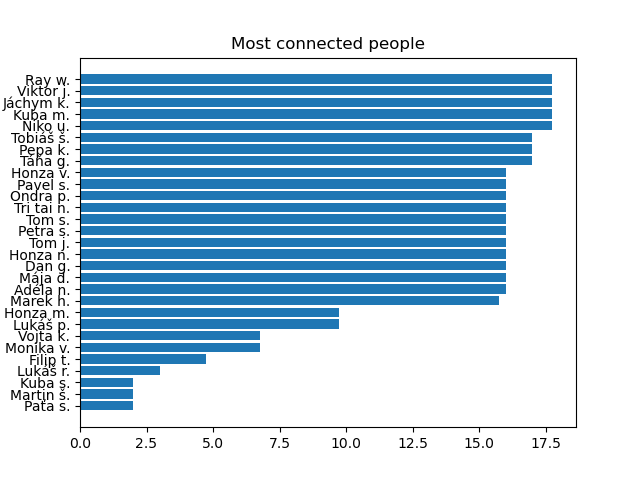 Most connected people
Ray w.
Viktor j.
Jáchym k.
Kuba m.
Niko u.
Tobiáš š.
Pepa k.
Táňa g.
Honza v.
Pavel s.
Ondra p.
Tri tai n.
Tom s.
Petra s.
Tom j.
Honza n.
Dan g.
Mája d.
Adéla n.
Marek h.
Honza m.
Lukáš p.
Vojta k.
Monika v.
Filip t.
Lukáš r.
Kuba s.
Martin š.
Paťa s.
0.0 2.5 5.0 7.5 10.0 12.5 15.0 17.5